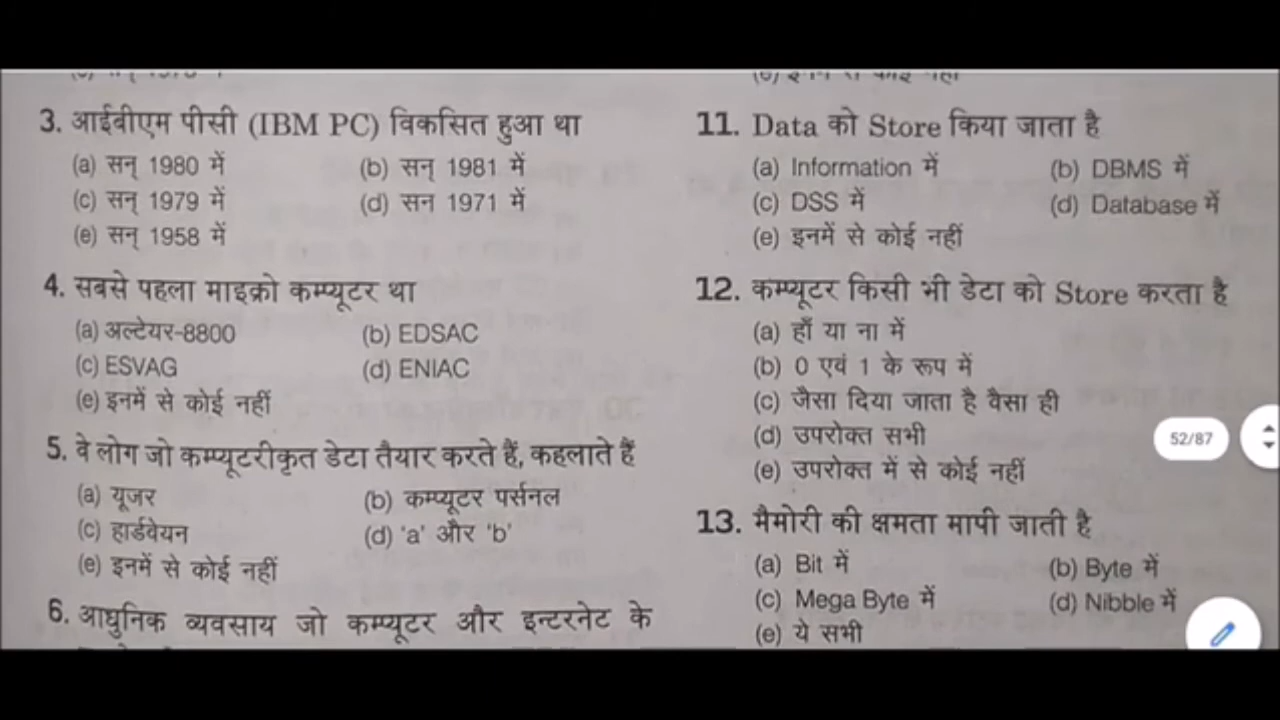 3. आईबीएम पीसी (IBM PC) विकसित हुआ था
(a) सन् 1980 में (b) सन् 1981 में
(c) सन् 1979 में (d) सन 1971 में
(e) सन् 1958 में
4. सबसे पहला माइक्रो कम्प्यूटर था
(a) अल्टेयर-8800 (b) EDSAC
(c) ESVAG (d) ENIAC
(e) इनमें से कोई नहीं
5. वे लोग जो कम्प्यूटरीकृत डेटा तैयार करते हैं, कहलाते हैं
(a) यूजर (b) कम्प्यूटर पर्सनल
(c) हार्डवेयन (d) 'a' और 'b'
(e) इनमें से कोई नहीं
6. आधुनिक व्यवसाय जो कम्प्यूटर और इन्टरनेट के
11. Data को Store किया जाता है
(a) Information में (b) DBMS में
(c) DSS में (d) Database में
(e) इनमें से कोई नहीं
12. कम्प्यूटर किसी भी डेटा को Store करता है
(a) हाँ या ना में
(b) 0 एवं 1 के रूप में
(c) जैसा दिया जाता है वैसा ही
(d) उपरोक्त सभी
(e) उपरोक्त में से कोई नहीं
13. मैमोरी की क्षमता मापी जाती है
(a) Bit में (b) Byte में
(c) Mega Byte में (d) Nibble में
(e) ये सभी
52/87